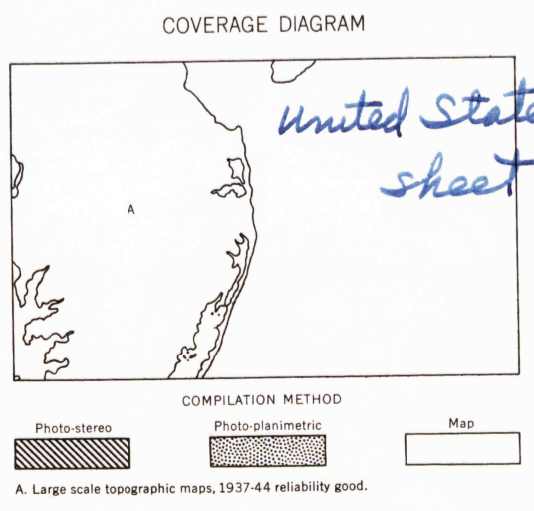 COVERAGE DIAGRAM
United State
sheet
A
COMPILATION METHOD
Photo-stereo
Photo-planimetric
Map
A. Large scale topographic maps, 1937-44 reliability good.